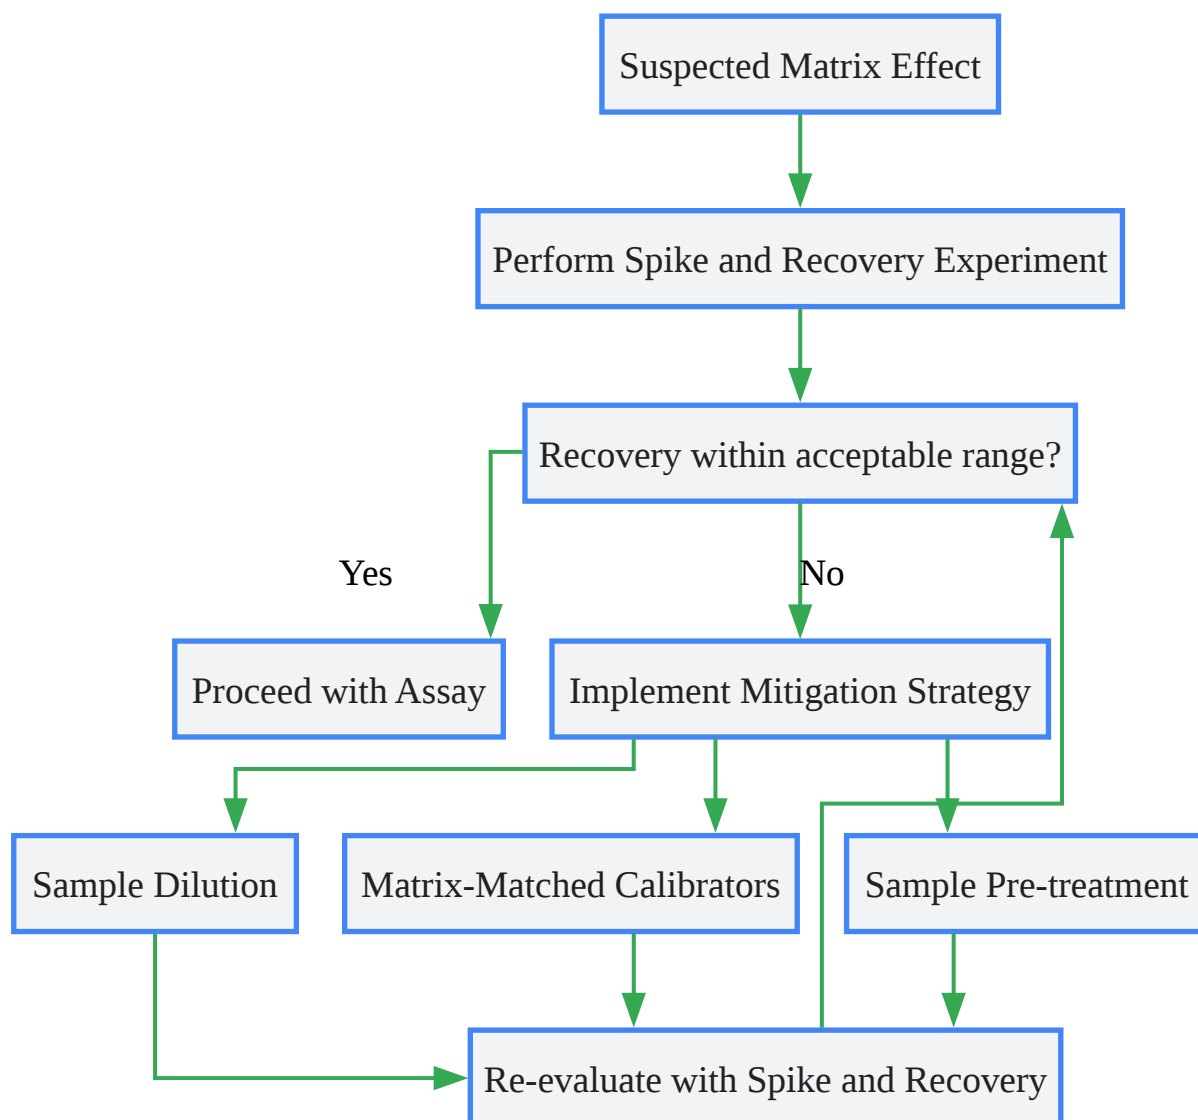 Suspected Matrix Effect
Perform Spike and Recovery Experiment
Recovery within acceptable range?
Yes
No
Proceed with Assay
Implement Mitigation Strategy
Sample Dilution
Matrix-Matched Calibrators
Sample Pre-treatment
Re-evaluate with Spike and Recovery